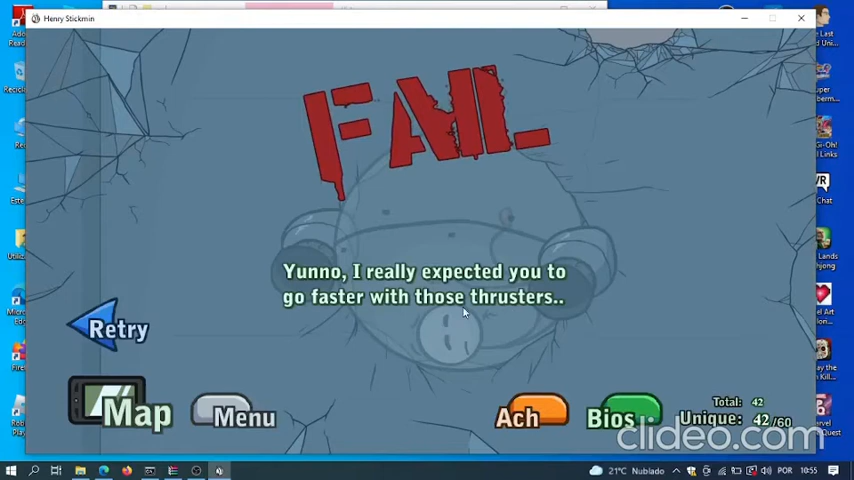 Henry Stickmin
FAIL
Yunno, I really expected you to
go faster with those thrusters..
Retry
Map
Menu
Ach
Bios
Total: 42
Unique: 42/60
clideo.com
21°C Nublado
POR
10:55